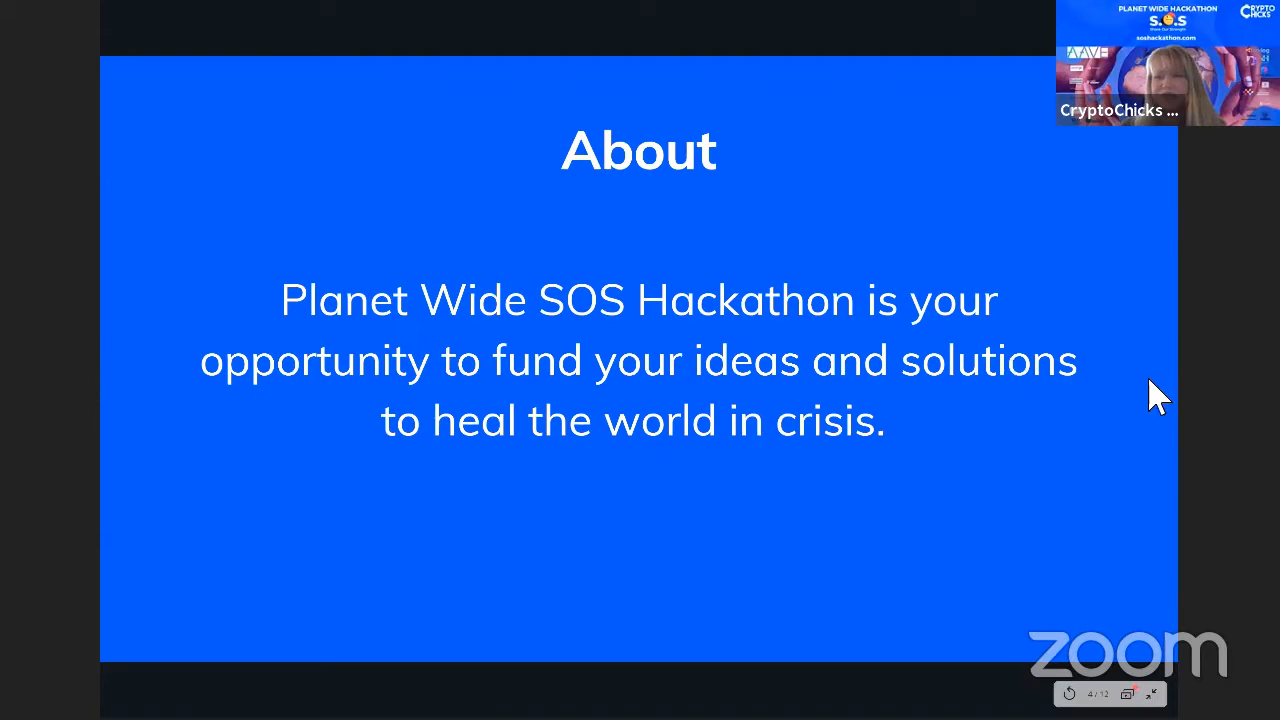 PLANET WIDE HACKATHON
S.O.S
soshackathon.com
CRYPTO
CHICKS
AAVE
CryptoChicks ...
About
Planet Wide SOS Hackathon is your
opportunity to fund your ideas and solutions
to heal the world in crisis.
zoom
4 / 12